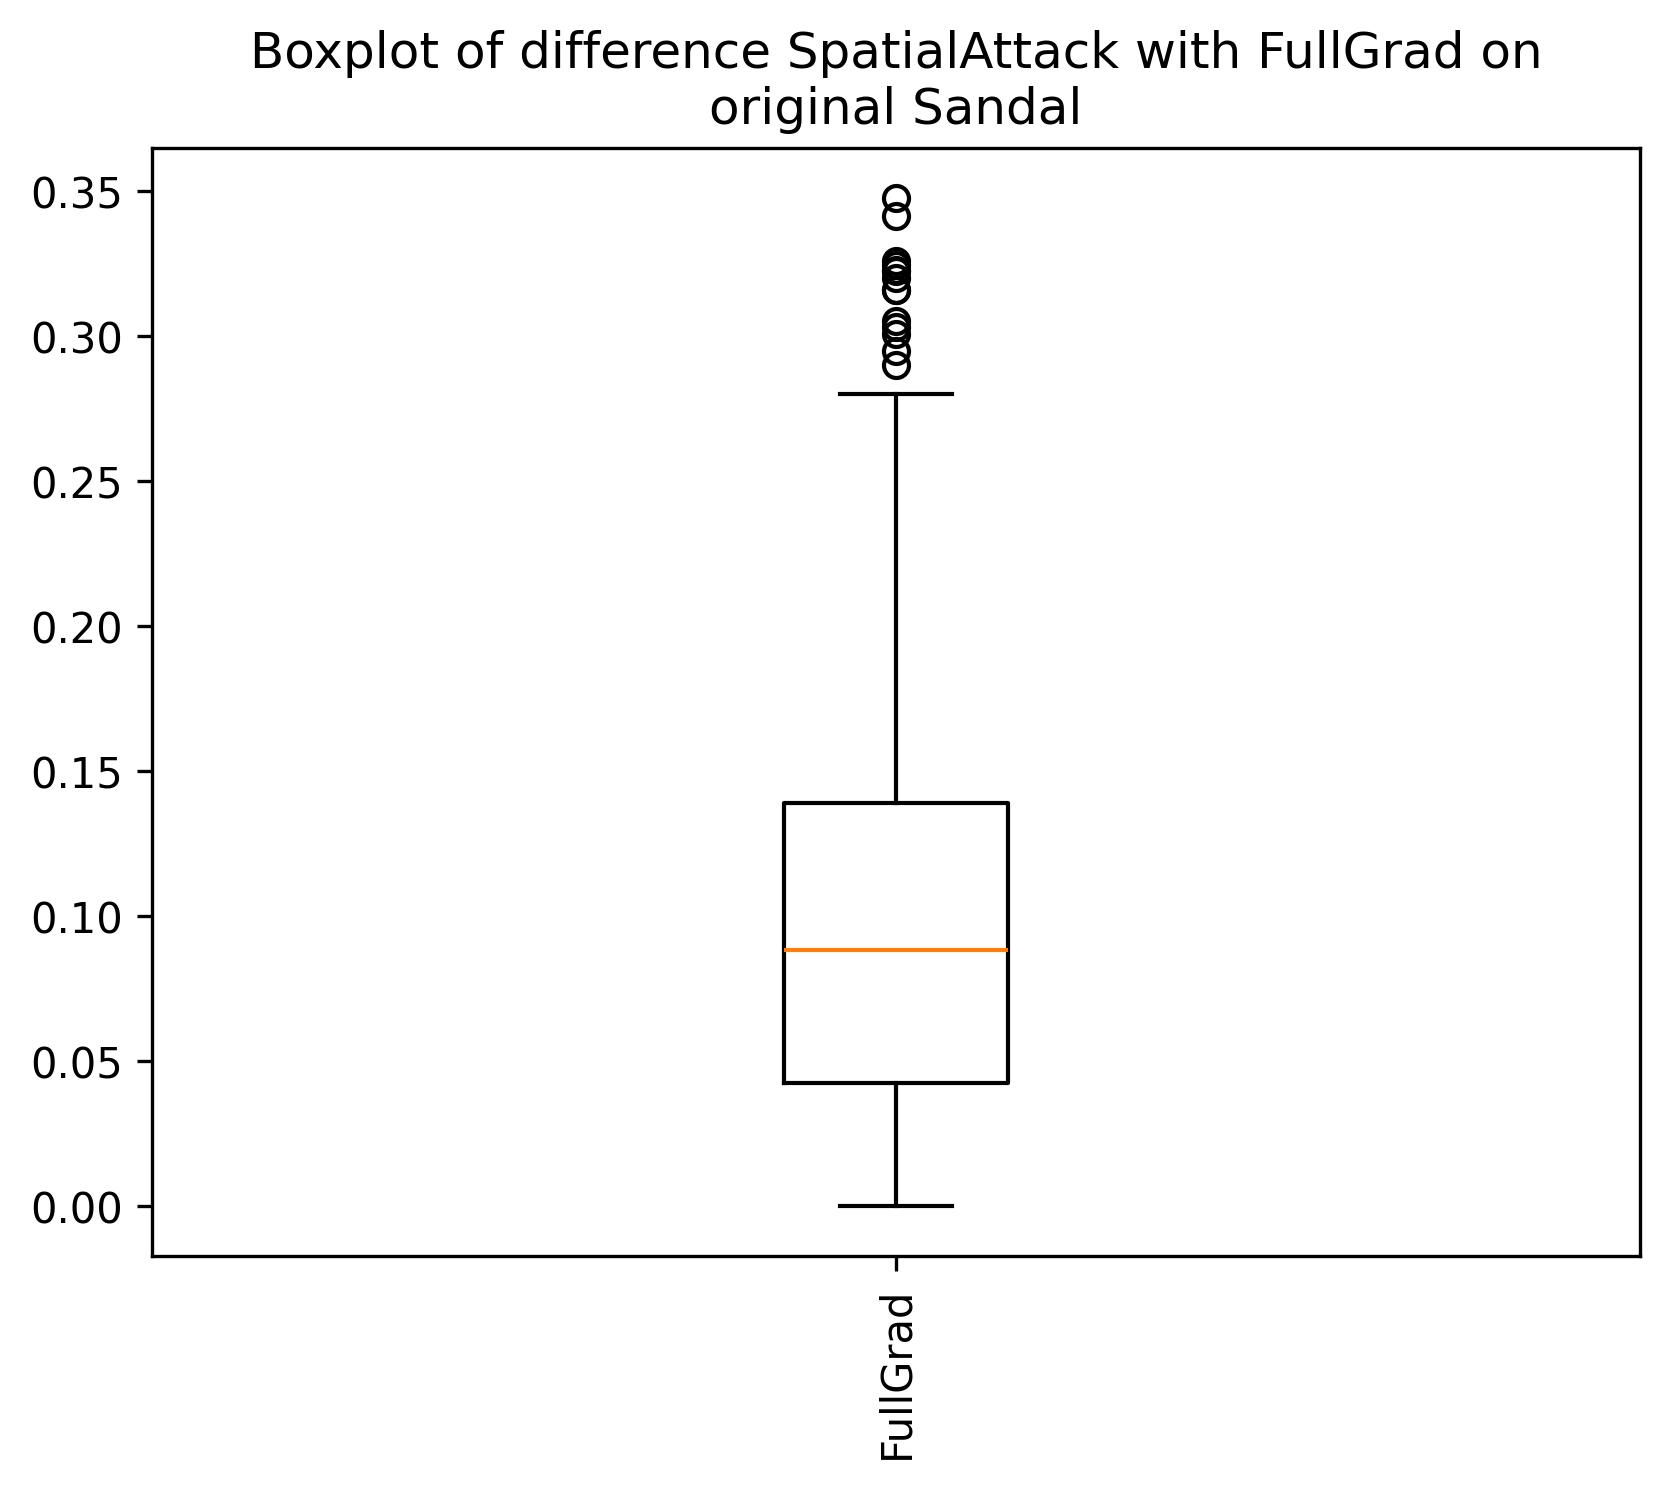 Boxplot of difference SpatialAttack with FullGrad on
original Sandal
0.35
0.30
0.25
0.20
0.15
0.10
0.05
0.00
FullGrad